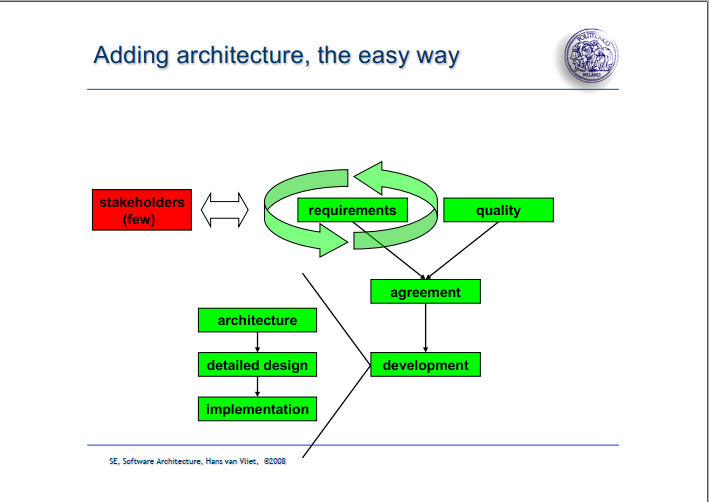 Adding architecture, the easy way
POLITECNICO
MILANO
stakeholders
(few)
requirements
quality
agreement
architecture
detailed design
development
implementation
SE, Software Architecture, Hans van Vliet, ©2008